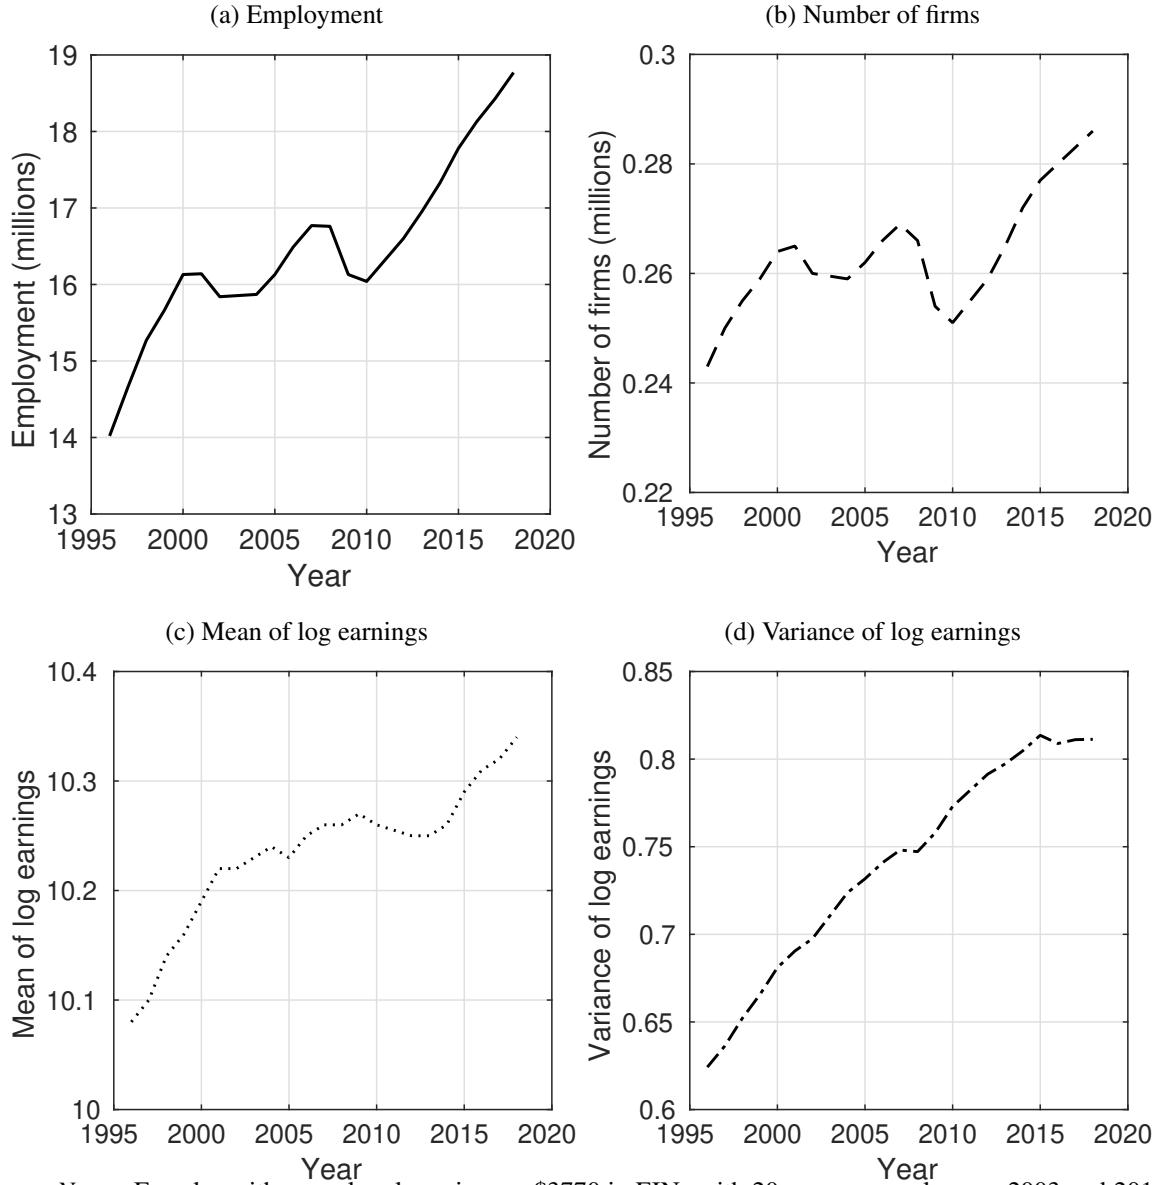 (a) Employment
19
18
17
16
15
14
13
1995 2000 2005 2010 2015 2020
Employment (millions)
Year
(b) Number of firms
0.3
0.28
0.26
0.24
0.22
1995 2000 2005 2010 2015 2020
Number of firms (millions)
Year
(c) Mean of log earnings
10.4
10.3
10.2
10.1
10
1995 2000 2005 2010 2015 2020
Mean of log earnings
Year
(d) Variance of log earnings
0.85
0.8
0.75
0.7
0.65
0.6
1995 2000 2005 2010 2015 2020
Variance of log earnings
Year